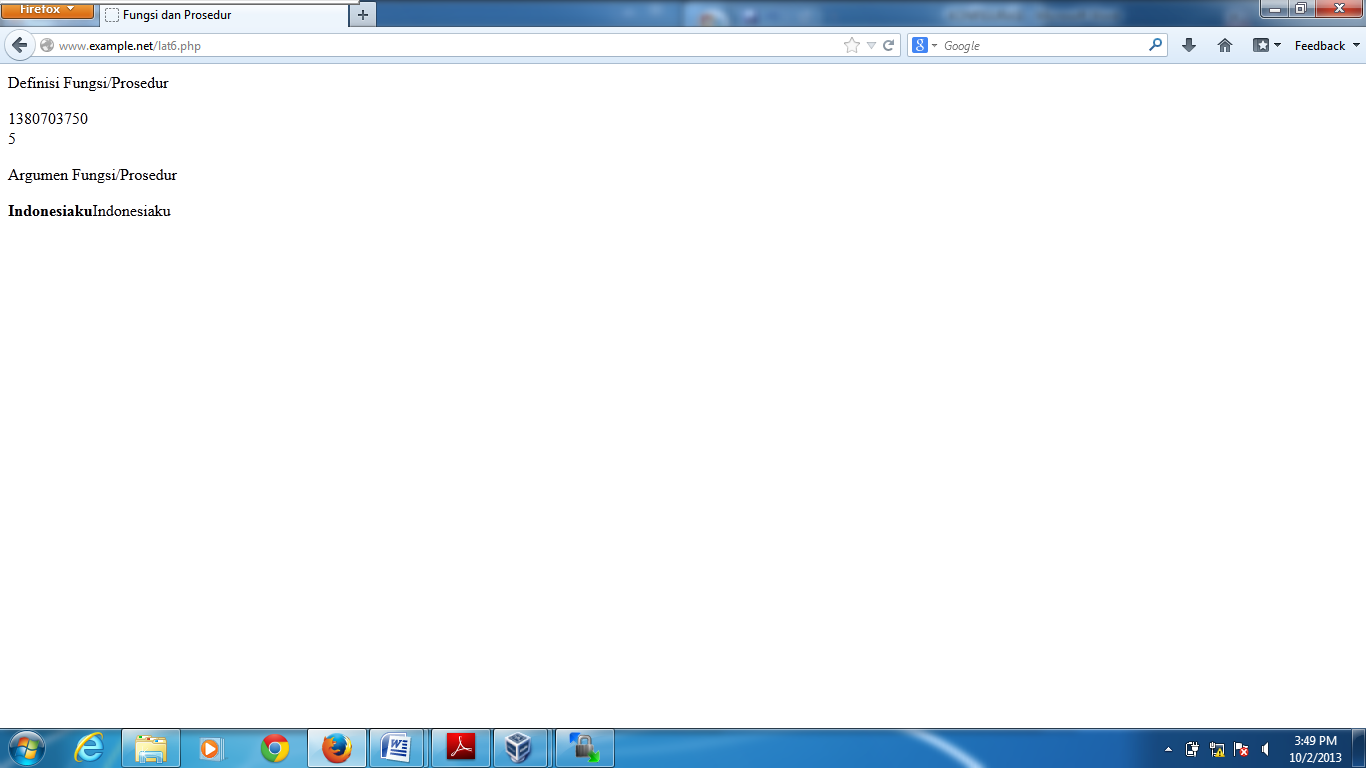 Firefox
Fungsi dan Prosedur
www.example.net/lat6.php
Google
Feedback
Definisi Fungsi/Prosedur
1380703750
5
Argumen Fungsi/Prosedur
IndonesiakuIndonesiaku
3:49 PM
10/2/2013